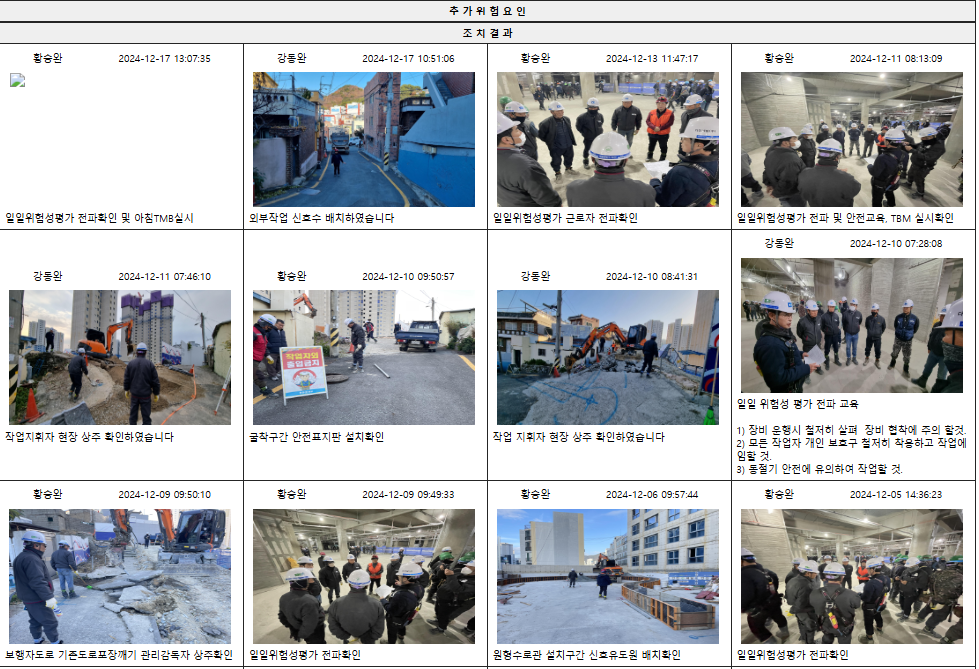 추 가 위 험 요 인
조 치 결 과
황승완 2024-12-17 13:07:35
일일위험성평가 전파확인 및 아침TMB실시
강동완 2024-12-17 10:51:06
외부작업 신호수 배치하였습니다
황승완 2024-12-13 11:47:17
일일위험성평가 근로자 전파확인
황승완 2024-12-11 08:13:09
일일위험성평가 전파 및 안전교육, TBM 실시확인
강동완 2024-12-11 07:46:10
작업지휘자 현장 상주 확인하였습니다
황승완 2024-12-10 09:50:57
작업자외
출입금지
굴착구간 안전표지판 설치확인
강동완 2024-12-10 08:41:31
작업 지휘자 현장 상주 확인하였습니다
강동완 2024-12-10 07:28:08
일일 위험성 평가 전파 교육
1) 장비 운행시 철저히 살펴 장비 협착에 주의 할것.
2) 모든 작업자 개인 보호구 철저히 착용하고 작업에
임할 것.
3) 동절기 안전에 유의하여 작업할 것.
황승완 2024-12-09 09:50:10
보행자도로 기존도로포장깨기 관리감독자 상주확인
황승완 2024-12-09 09:49:33
일일위험성평가 전파확인
황승완 2024-12-06 09:57:44
원형수로관 설치구간 신호유도원 배치확인
황승완 2024-12-05 14:36:23
일일위험성평가 전파확인